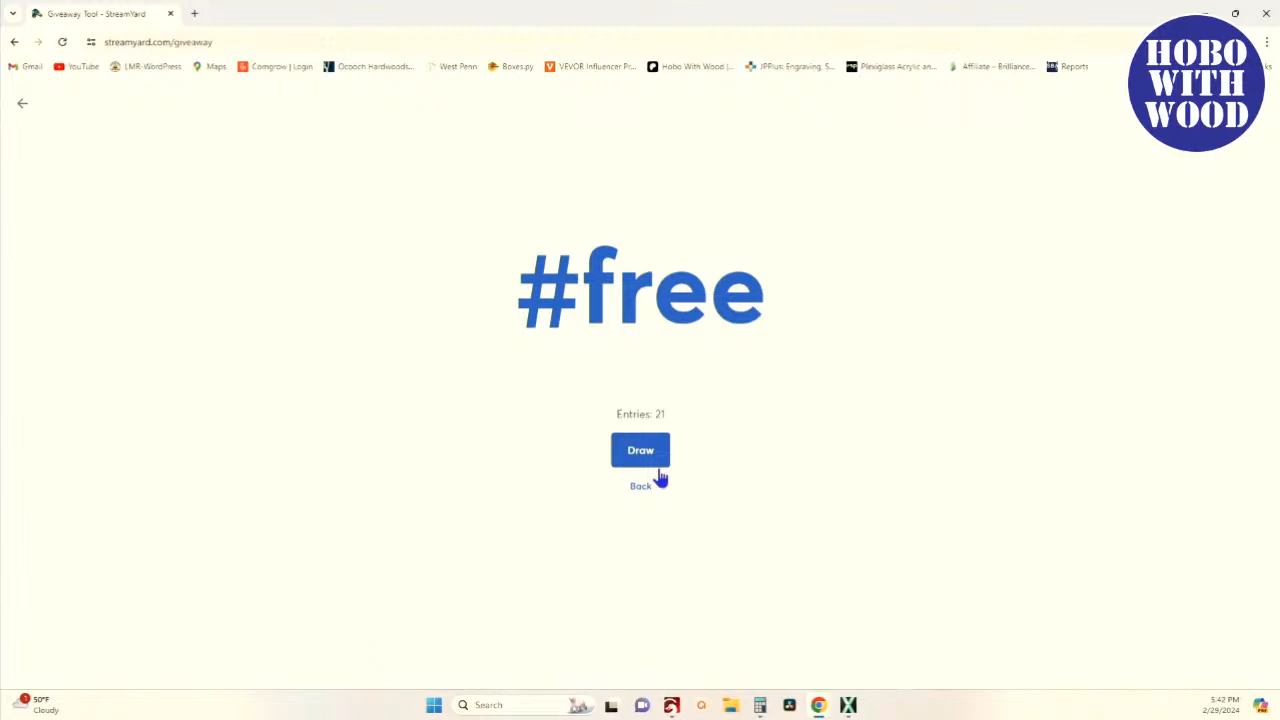 Giveaway Tool - StreamYard
streamyard.com/giveaway
Gmail YouTube LMR-WordPress Maps Comgrow | Login Ocooch Hardwoods... West Penn Boxes.py VEVOR Influencer Pr... Hobo With Wood |... JPPlus: Engraving, S... Plexiglass Acrylic an... Affiliate – Brilliance... Reports
HOBO
WITH
WOOD
#free
Entries: 21
Draw
Back
50°F
Cloudy
Search
5:42 PM
2/29/2024